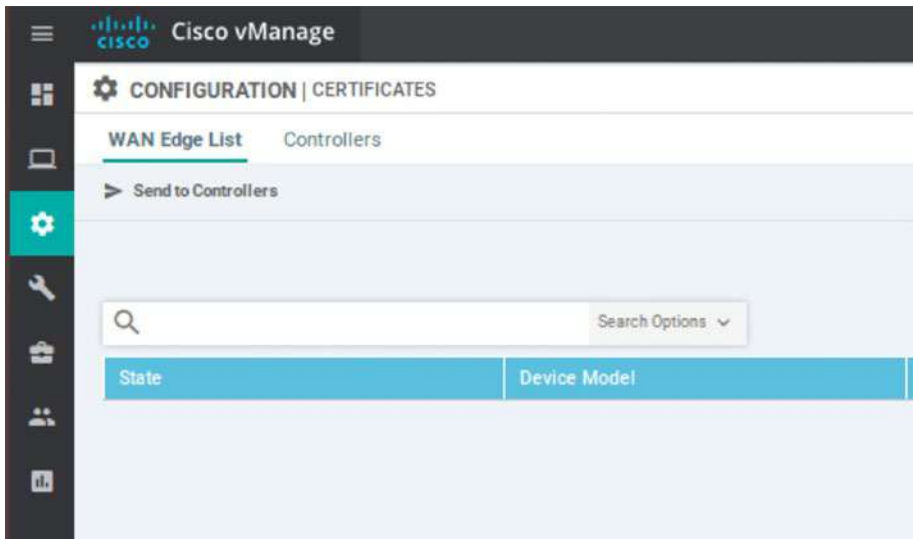 CISCO Cisco vManage
CONFIGURATION | CERTIFICATES
WAN Edge List Controllers
Send to Controllers
Search Options
State Device Model